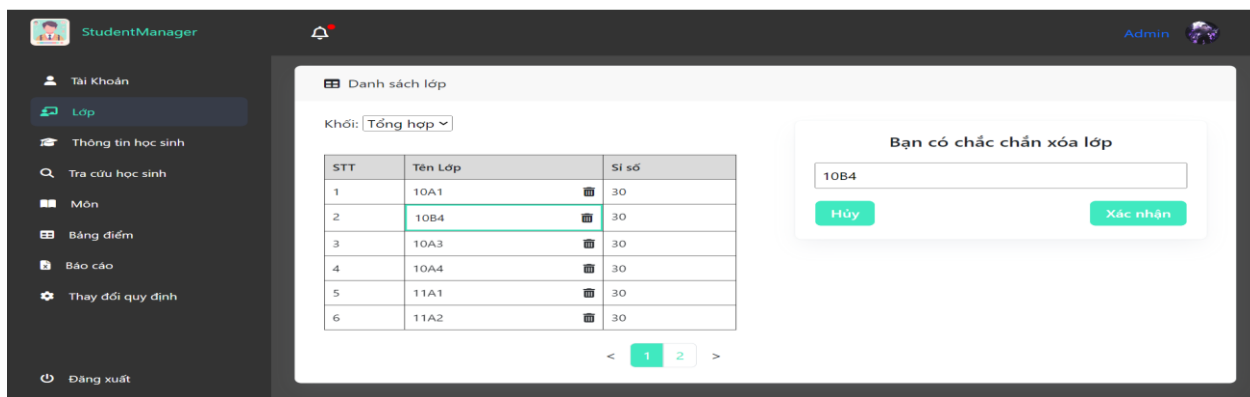 StudentManager
Admin
Tài Khoản
Lớp
Thông tin học sinh
Tra cứu học sinh
Môn
Bảng điểm
Báo cáo
Thay đổi quy định
Đăng xuất
Danh sách lớp
Khối: Tổng hợp
STT Tên Lớp Sỉ số
1 10A1 30
2 10B4 30
3 10A3 30
4 10A4 30
5 11A1 30
6 11A2 30
< 1 2 >
Bạn có chắc chắn xóa lớp
10B4
Hủy Xác nhận